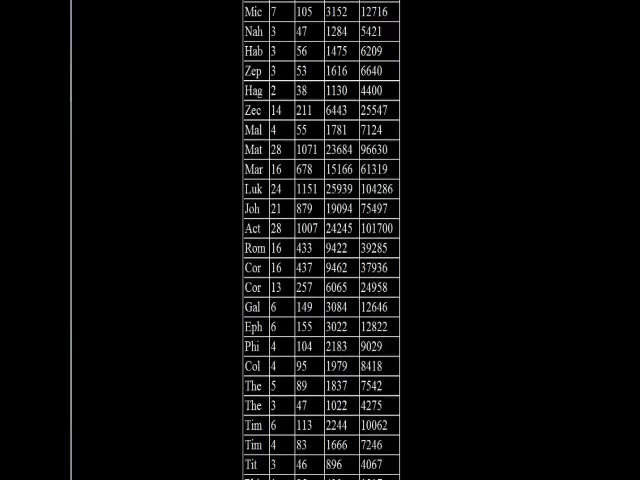 Mic 7 105 3152 12716
Nah 3 47 1284 5421
Hab 3 56 1475 6209
Zep 3 53 1616 6640
Hag 2 38 1130 4400
Zec 14 211 6443 25547
Mal 4 55 1781 7124
Mat 28 1071 23684 96630
Mar 16 678 15166 61319
Luk 24 1151 25939 104286
Joh 21 879 19094 75497
Act 28 1007 24245 101700
Rom 16 433 9422 39285
Cor 16 437 9462 37936
Cor 13 257 6065 24958
Gal 6 149 3084 12646
Eph 6 155 3022 12822
Phi 4 104 2183 9029
Col 4 95 1979 8418
The 5 89 1837 7542
The 3 47 1022 4275
Tim 6 113 2244 10062
Tim 4 83 1666 7246
Tit 3 46 896 4067